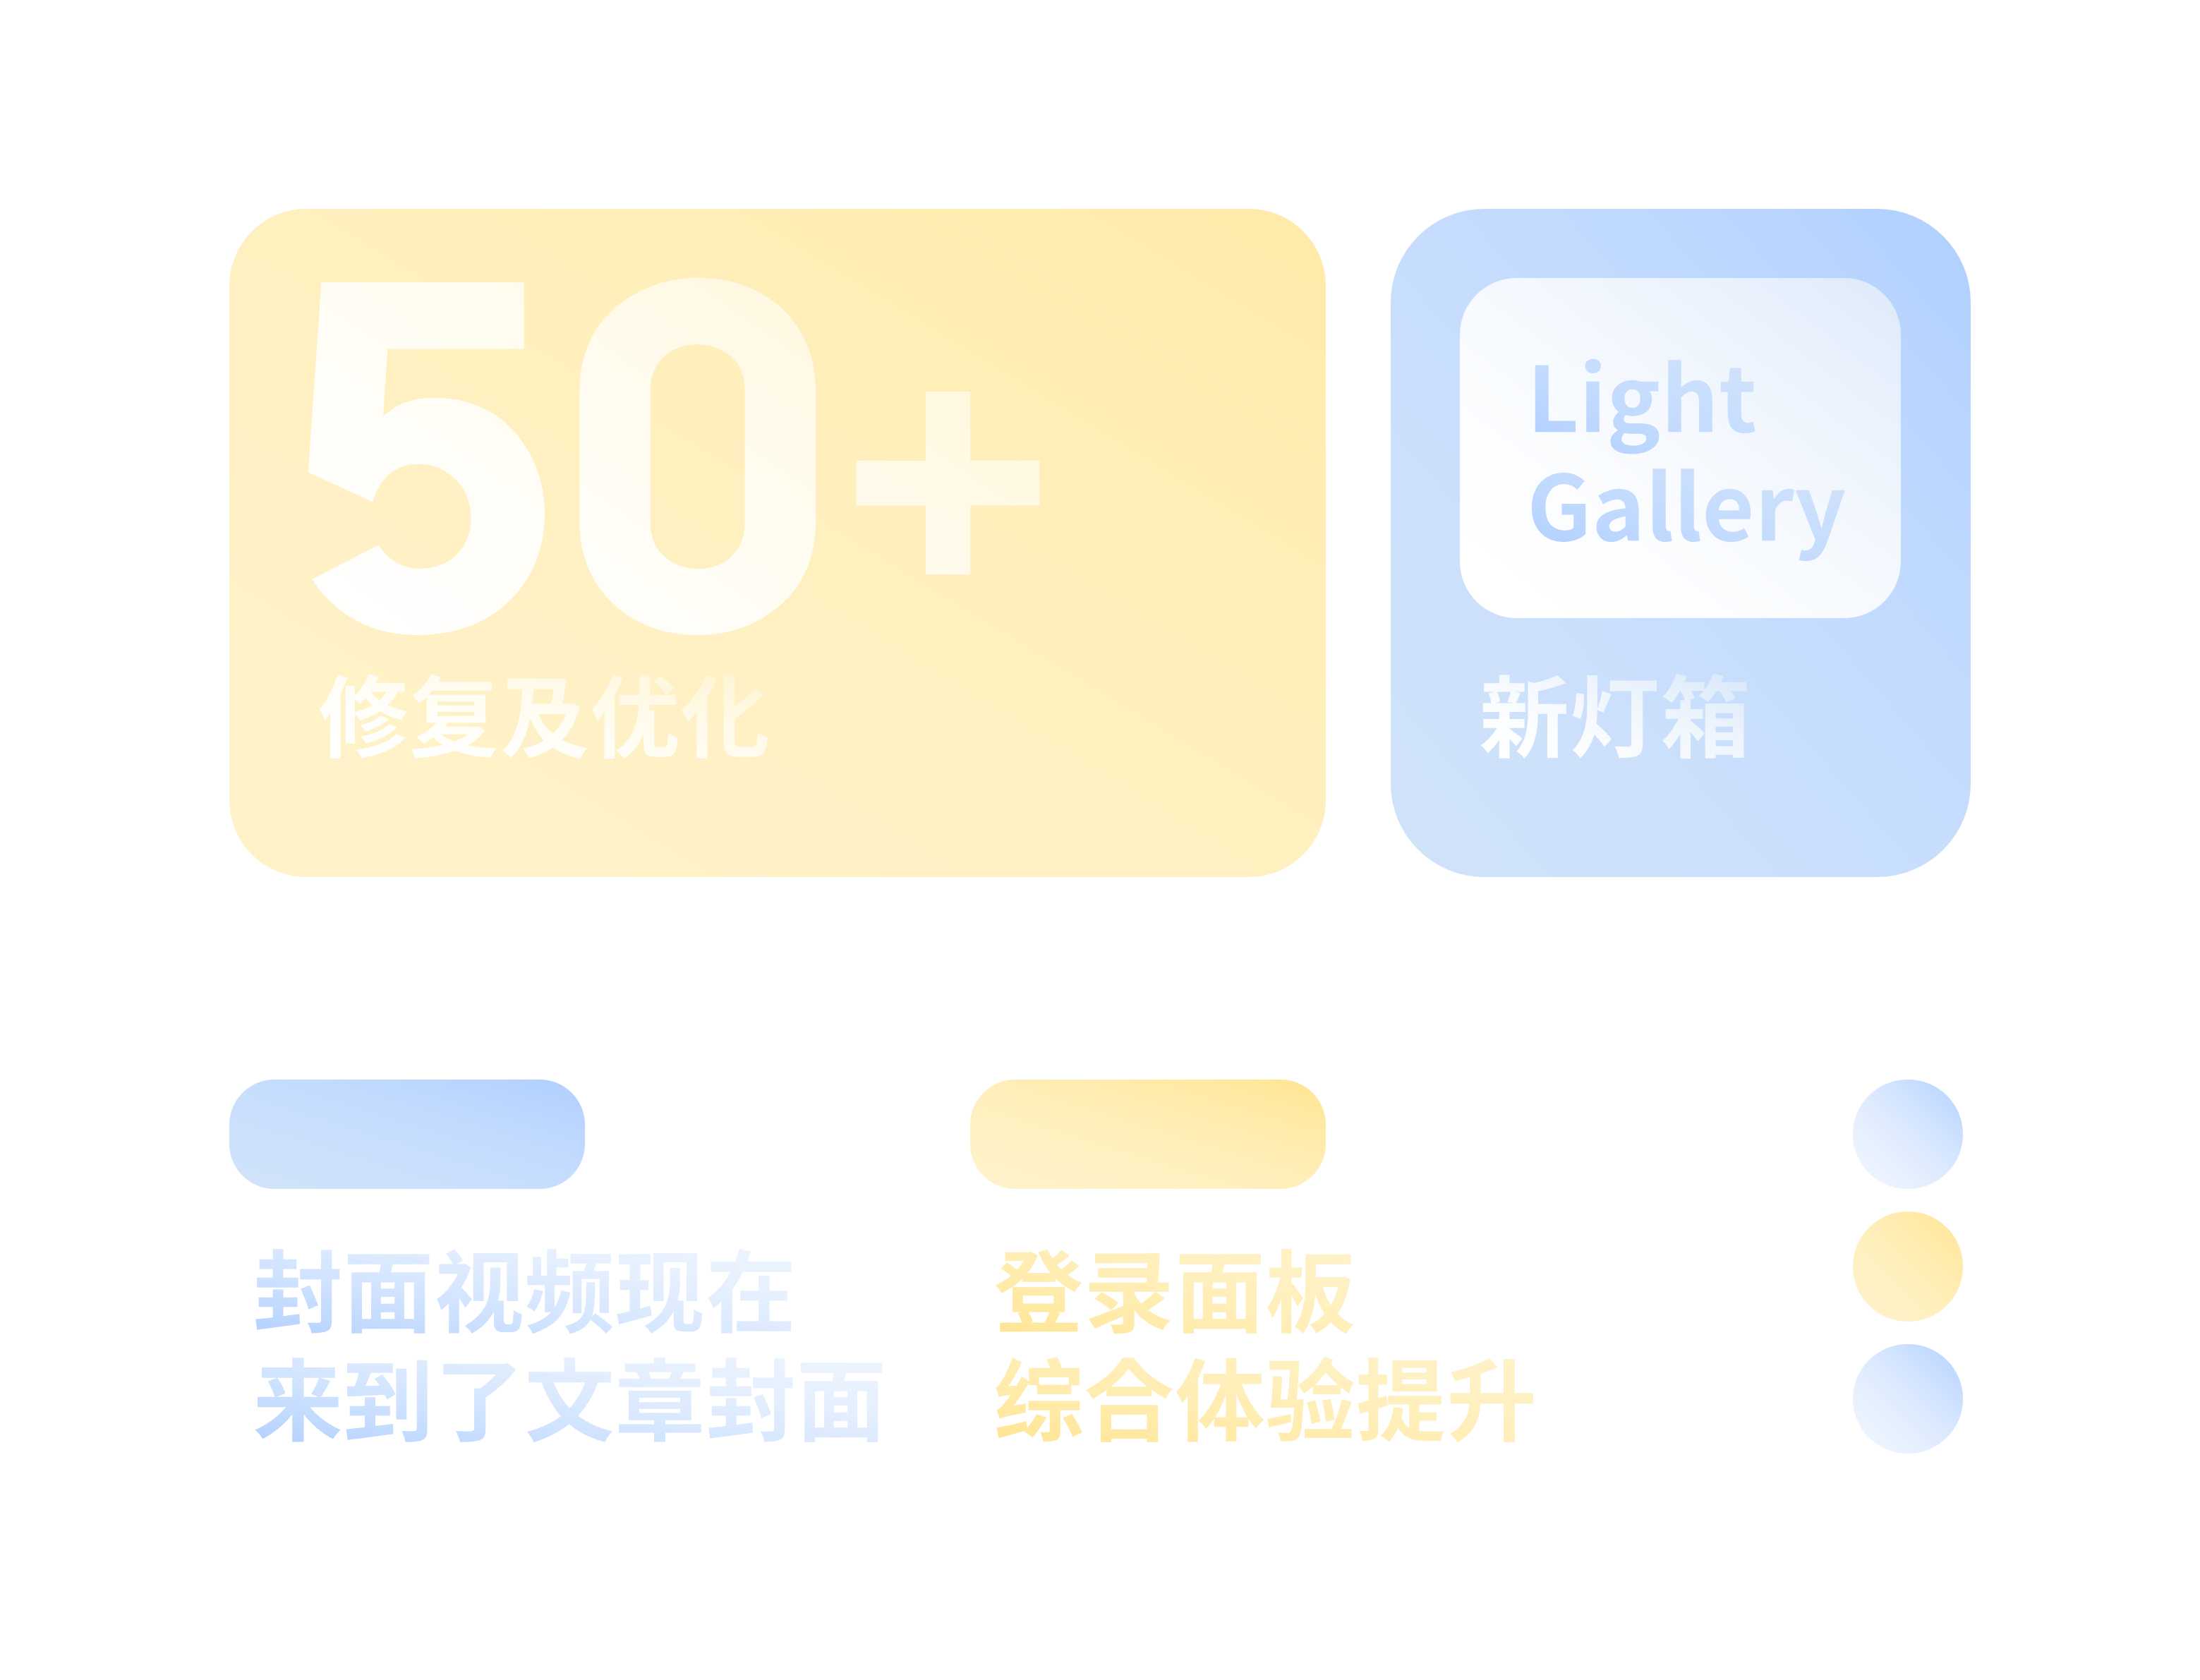 50+
修复及优化
Light
Gallery
新灯箱
封面视频现在
来到了文章封面
登录面板
综合体验提升